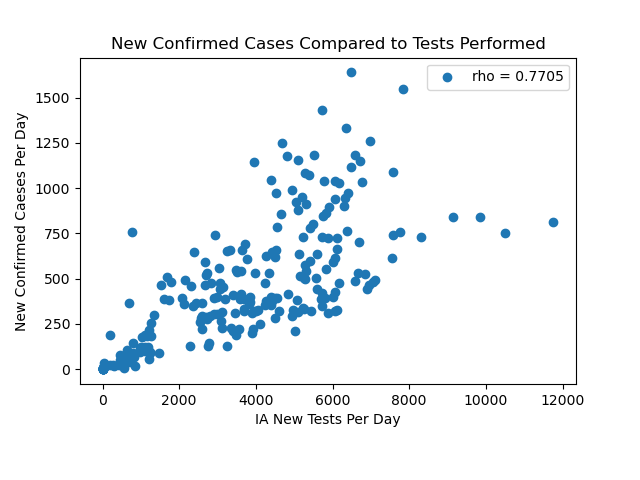 New Confirmed Cases Compared to Tests Performed
rho = 0.7705
New Confirmed Caeses Per Day
1500
1250
1000
750
500
250
0
0 2000 4000 6000 8000 10000 12000
IA New Tests Per Day